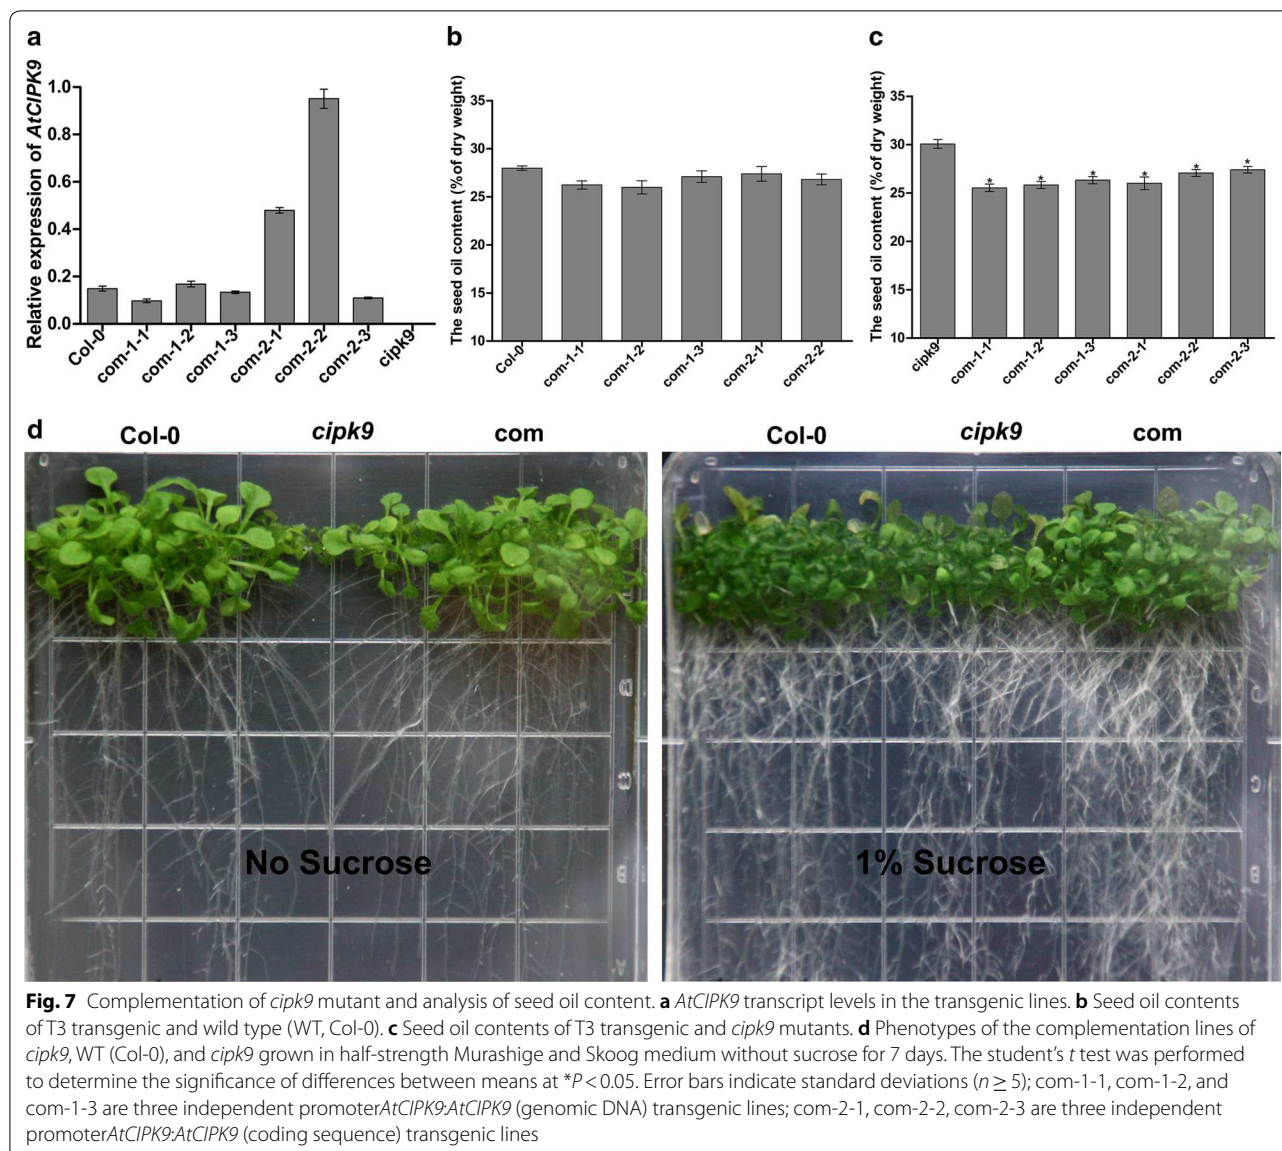 a
Relative expression of AtCIPK9
1.0
0.8
0.6
0.4
0.2
0.0
Col-0
com-1-1
com-1-2
com-1-3
com-2-1
com-2-2
com-2-3
cipk9
b
The seed oil content (% of dry weight)
35
30
25
20
15
10
Col-0
com-1-1
com-1-2
com-1-3
com-2-1
com-2-2
c
The seed oil content (% of dry weight)
35
30
25
20
15
10
*
*
*
*
*
*
cipk9
com-1-1
com-1-2
com-1-3
com-2-1
com-2-2
com-2-3
d
Col-0 cipk9 com
No Sucrose
Col-0 cipk9 com
1% Sucrose
Fig. 7 Complementation of cipk9 mutant and analysis of seed oil content. a AtCIPK9 transcript levels in the transgenic lines. b Seed oil contents
of T3 transgenic and wild type (WT, Col-0). c Seed oil contents of T3 transgenic and cipk9 mutants. d Phenotypes of the complementation lines of
cipk9, WT (Col-0), and cipk9 grown in half-strength Murashige and Skoog medium without sucrose for 7 days. The student's t test was performed
to determine the significance of differences between means at *P < 0.05. Error bars indicate standard deviations (n ≥ 5); com-1-1, com-1-2, and
com-1-3 are three independent promoterAtCIPK9:AtCIPK9 (genomic DNA) transgenic lines; com-2-1, com-2-2, com-2-3 are three independent
promoterAtCIPK9:AtCIPK9 (coding sequence) transgenic lines